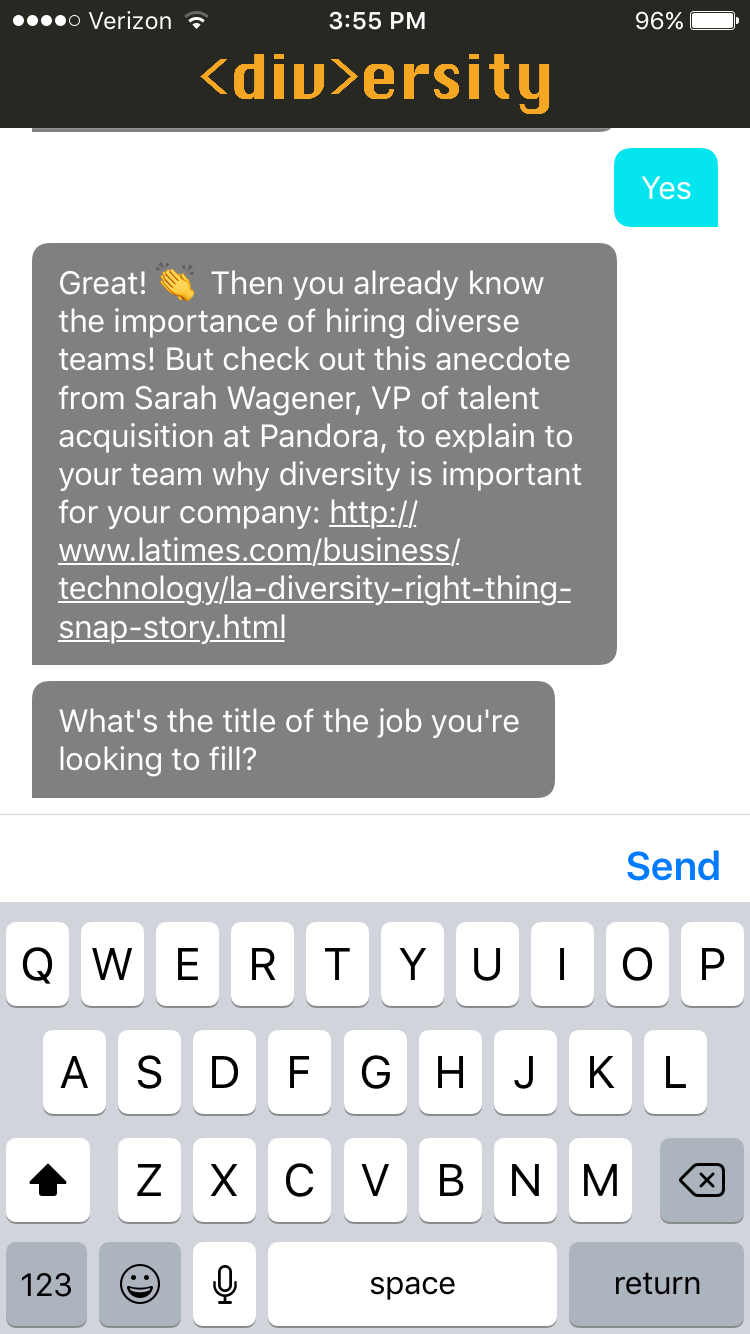 Verizon 3:55 PM 96%
<div>ersity
Yes
Great! 👏 Then you already know
the importance of hiring diverse
teams! But check out this anecdote
from Sarah Wagener, VP of talent
acquisition at Pandora, to explain to
your team why diversity is important
for your company: http://
www.latimes.com/business/
technology/la-diversity-right-thing-
snap-story.html
What's the title of the job you're
looking to fill?
Send
Q W E R T Y U I O P
A S D F G H J K L
Z X C V B N M
123 space return